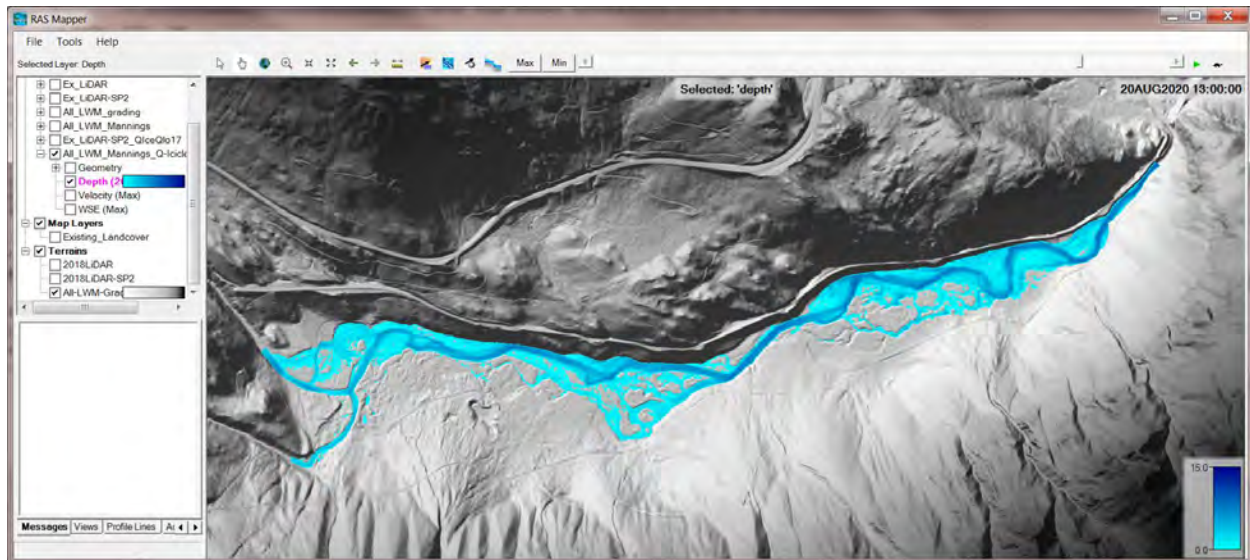 RAS Mapper
File Tools Help
Selected Layer: Depth
Max Min
Ex_LiDAR
Ex_LiDAR-SP2
All_LWM_grading
All_LWM_Mannings
Ex_LiDAR-SP2_QIceQlo17
All_LWM_Mannings_Q-Icicle
Geometry
Depth (2
Velocity (Max)
WSE (Max)
Map Layers
Existing_Landcover
Terrains
2018LiDAR
2018LiDAR-SP2
All-LWM-Grad
Messages Views Profile Lines
Selected: 'depth'
20AUG2020 13:00:00
15.0
0.0